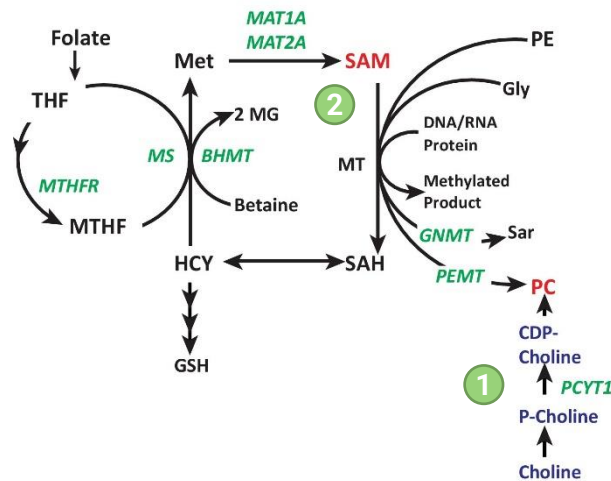 MAT1A
MAT2A
Folate
Met
SAM
PE
THF
2
Gly
2 MG
DNA/RNA
Protein
MS
BHMT
MT
MTHFR
Methylated
Product
Betaine
MTHF
GNMT
Sar
HCY
SAH
PEMT
PC
CDP-
Choline
GSH
1
PCYT1
P-Choline
Choline